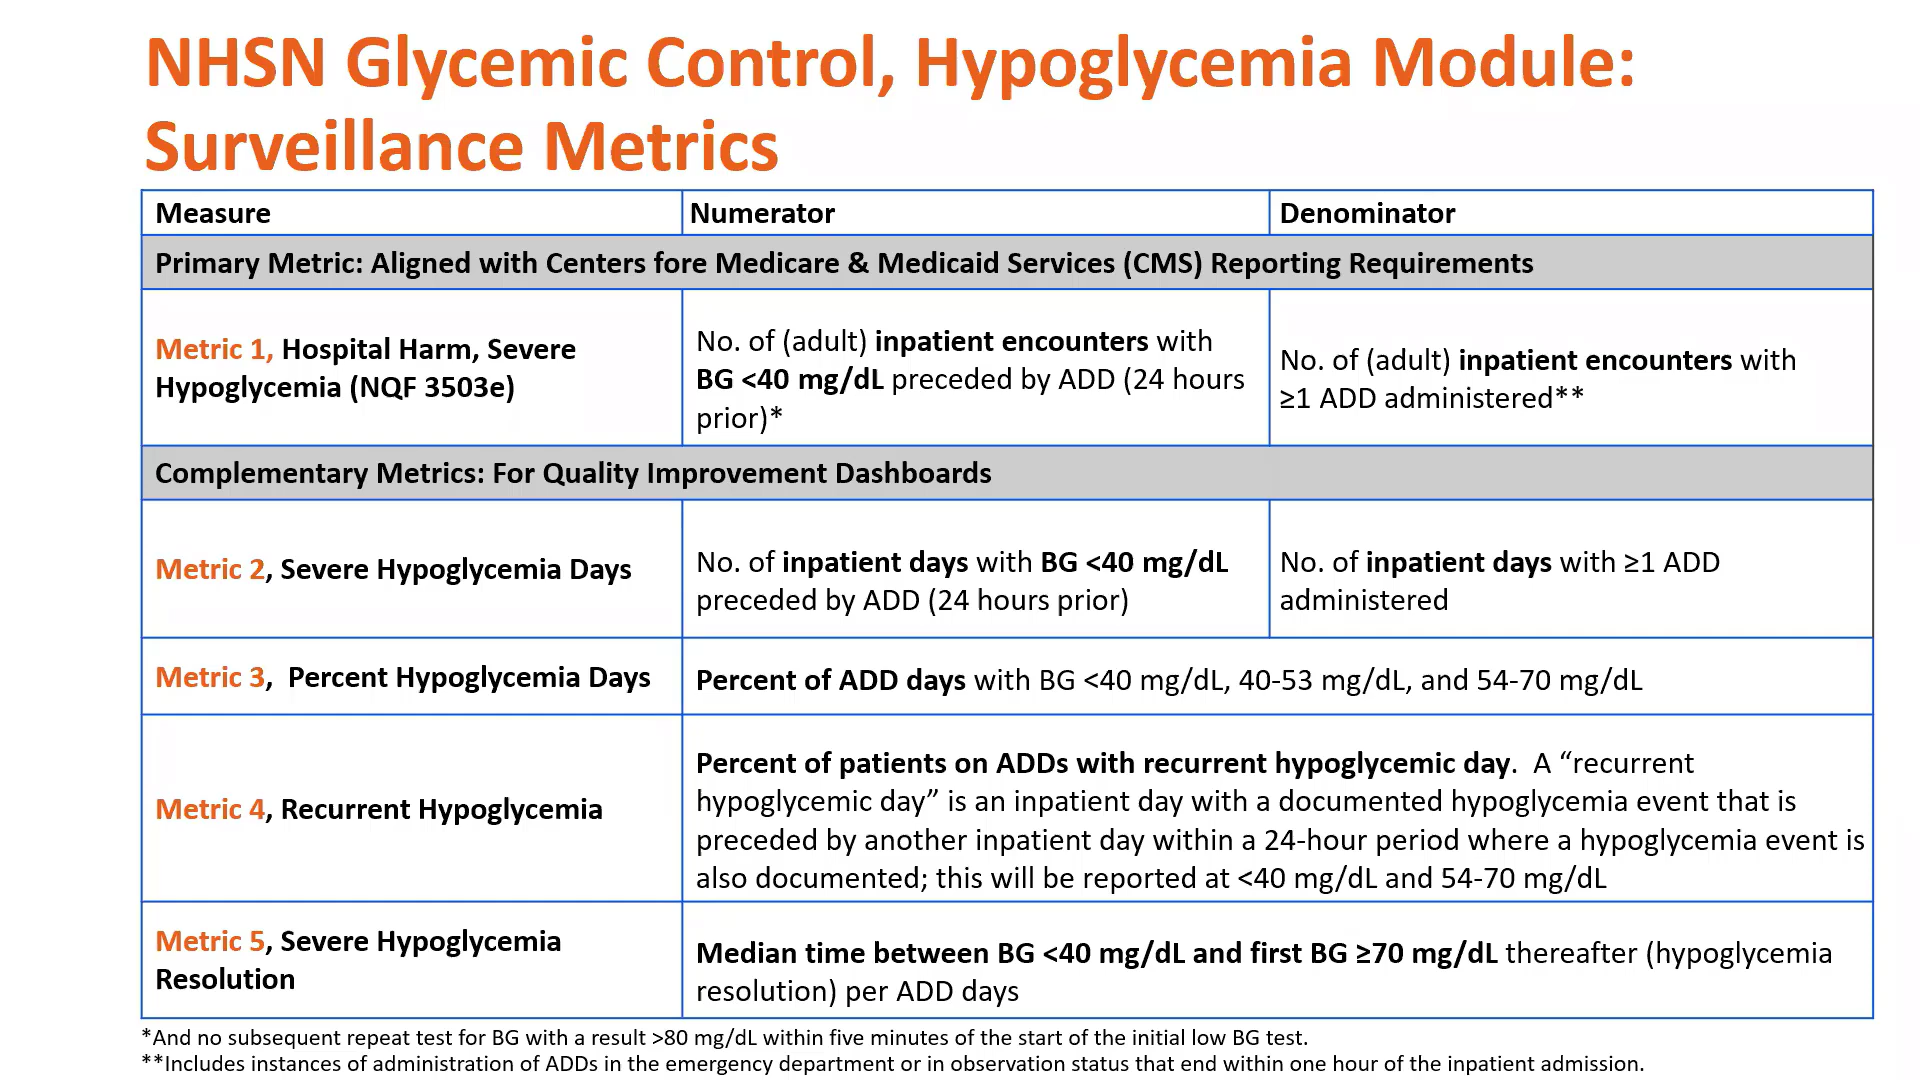 NHSN Glycemic Control, Hypoglycemia Module:
Surveillance Metrics
Measure
Numerator
Denominator
Primary Metric: Aligned with Centers fore Medicare & Medicaid Services (CMS) Reporting Requirements
Metric 1, Hospital Harm, Severe
Hypoglycemia (NQF 3503e)
No. of (adult) inpatient encounters with
BG <40 mg/dL preceded by ADD (24 hours
prior)*
No. of (adult) inpatient encounters with
≥1 ADD administered**
Complementary Metrics: For Quality Improvement Dashboards
Metric 2, Severe Hypoglycemia Days
No. of inpatient days with BG <40 mg/dL
preceded by ADD (24 hours prior)
No. of inpatient days with ≥1 ADD
administered
Metric 3, Percent Hypoglycemia Days
Percent of ADD days with BG <40 mg/dL, 40-53 mg/dL, and 54-70 mg/dL
Metric 4, Recurrent Hypoglycemia
Percent of patients on ADDs with recurrent hypoglycemic day. A “recurrent
hypoglycemic day” is an inpatient day with a documented hypoglycemia event that is
preceded by another inpatient day within a 24-hour period where a hypoglycemia event is
also documented; this will be reported at <40 mg/dL and 54-70 mg/dL
Metric 5, Severe Hypoglycemia
Resolution
Median time between BG <40 mg/dL and first BG ≥70 mg/dL thereafter (hypoglycemia
resolution) per ADD days
*And no subsequent repeat test for BG with a result >80 mg/dL within five minutes of the start of the initial low BG test.
**Includes instances of administration of ADDs in the emergency department or in observation status that end within one hour of the inpatient admission.